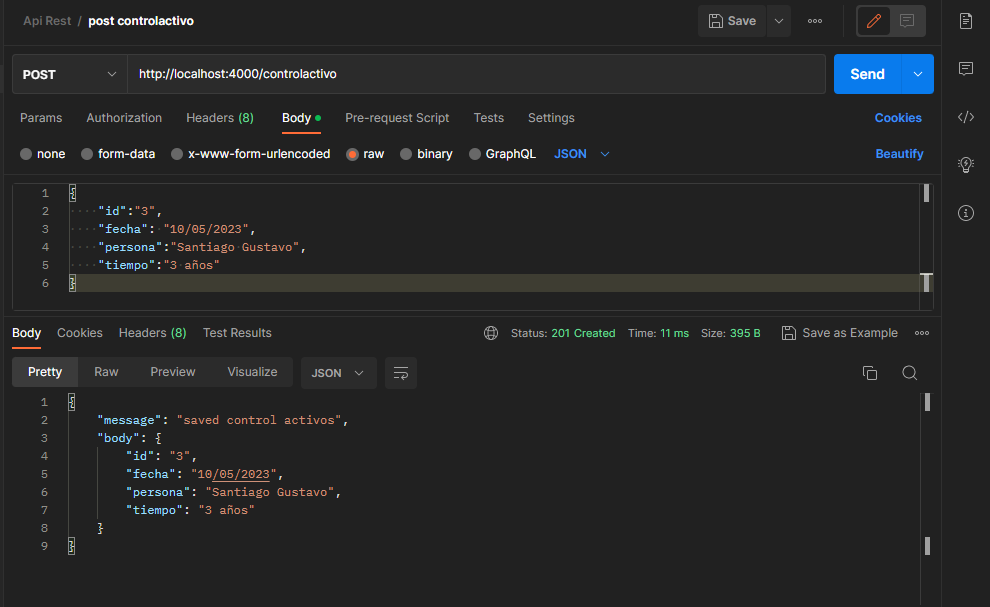 Api Rest / post controlactivo
Save
POST http://localhost:4000/controlactivo Send
Params Authorization Headers (8) Body Pre-request Script Tests Settings Cookies
none form-data x-www-form-urlencoded raw binary GraphQL JSON Beautify
1 {
2 "id":"3",
3 "fecha": "10/05/2023",
4 "persona":"Santiago Gustavo",
5 "tiempo":"3 años"
6 }
Body Cookies Headers (8) Test Results Status: 201 Created Time: 11 ms Size: 395 B Save as Example
Pretty Raw Preview Visualize JSON
1 {
2 "message": "saved control activos",
3 "body": {
4 "id": "3",
5 "fecha": "10/05/2023",
6 "persona": "Santiago Gustavo",
7 "tiempo": "3 años"
8 }
9 }